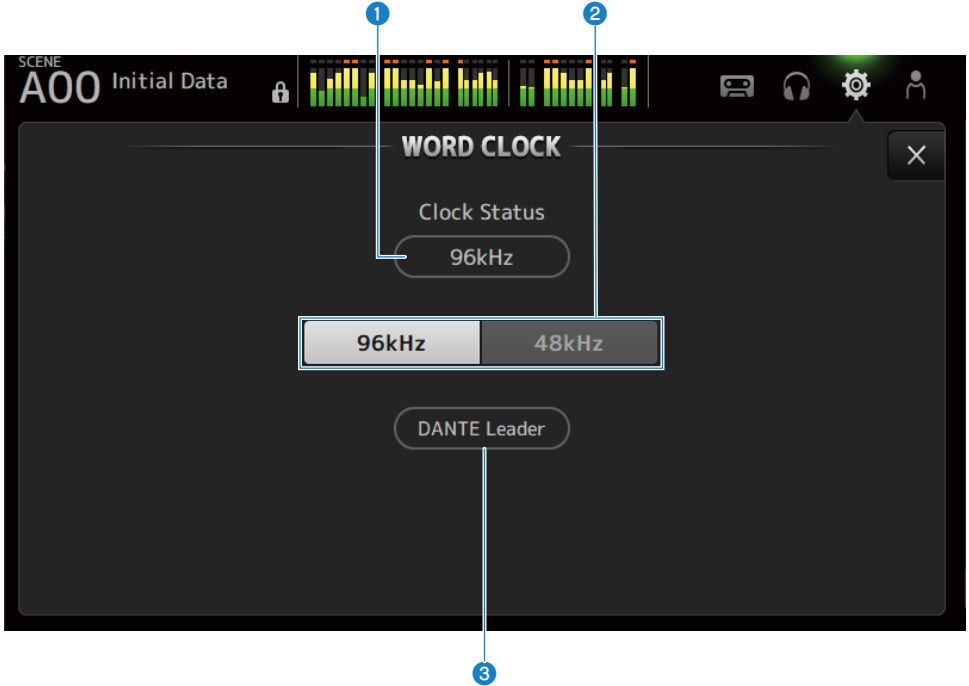 1 2
SCENE
A00 Initial Data
WORD CLOCK
Clock Status
96kHz
96kHz 48kHz
DANTE Leader
3